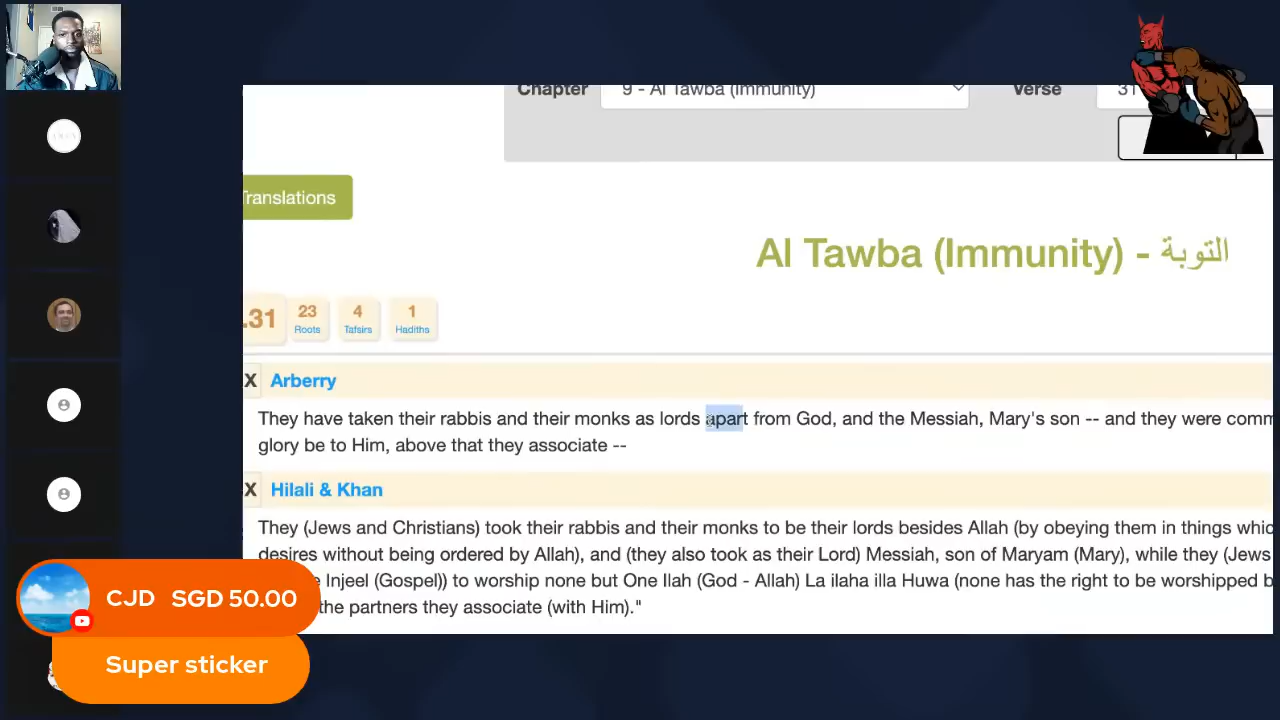 Chapter
9 - Al Tawba (Immunity)
Verse
31
Translations
Al Tawba (Immunity) - التوبة
.31
23
Roots
4
Tafsirs
1
Hadiths
X Arberry
They have taken their rabbis and their monks as lords apart from God, and the Messiah, Mary's son -- and they were comm
glory be to Him, above that they associate --
X Hilali & Khan
They (Jews and Christians) took their rabbis and their monks to be their lords besides Allah (by obeying them in things whic
desires without being ordered by Allah), and (they also took as their Lord) Messiah, son of Maryam (Mary), while they (Jews
Injeel (Gospel)) to worship none but One Ilah (God - Allah) La ilaha illa Huwa (none has the right to be worshipped b
the partners they associate (with Him)."
CJD SGD 50.00
Super sticker